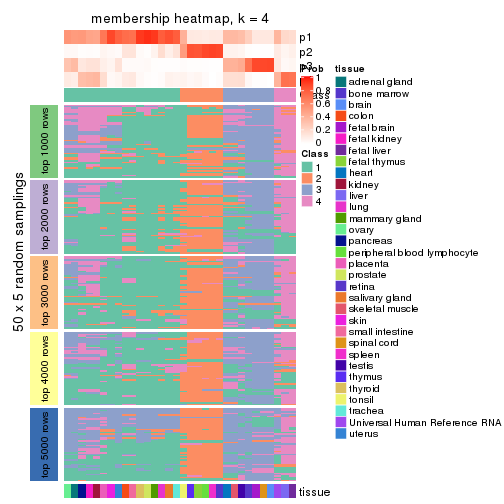 membership heatmap, k = 4
p1
p2
p3
Prob
1
0.8
0.6
0.4
0.2
0
Class
Class
1
2
3
4
50 x 5 random samplings
top 1000 rows
top 2000 rows
top 3000 rows
top 4000 rows
top 5000 rows
tissue
tissue
adrenal gland
bone marrow
brain
colon
fetal brain
fetal kidney
fetal liver
fetal thymus
heart
kidney
liver
lung
mammary gland
ovary
pancreas
peripheral blood lymphocyte
placenta
prostate
retina
salivary gland
skeletal muscle
skin
small intestine
spinal cord
spleen
testis
thymus
thyroid
tonsil
trachea
Universal Human Reference RNA
uterus